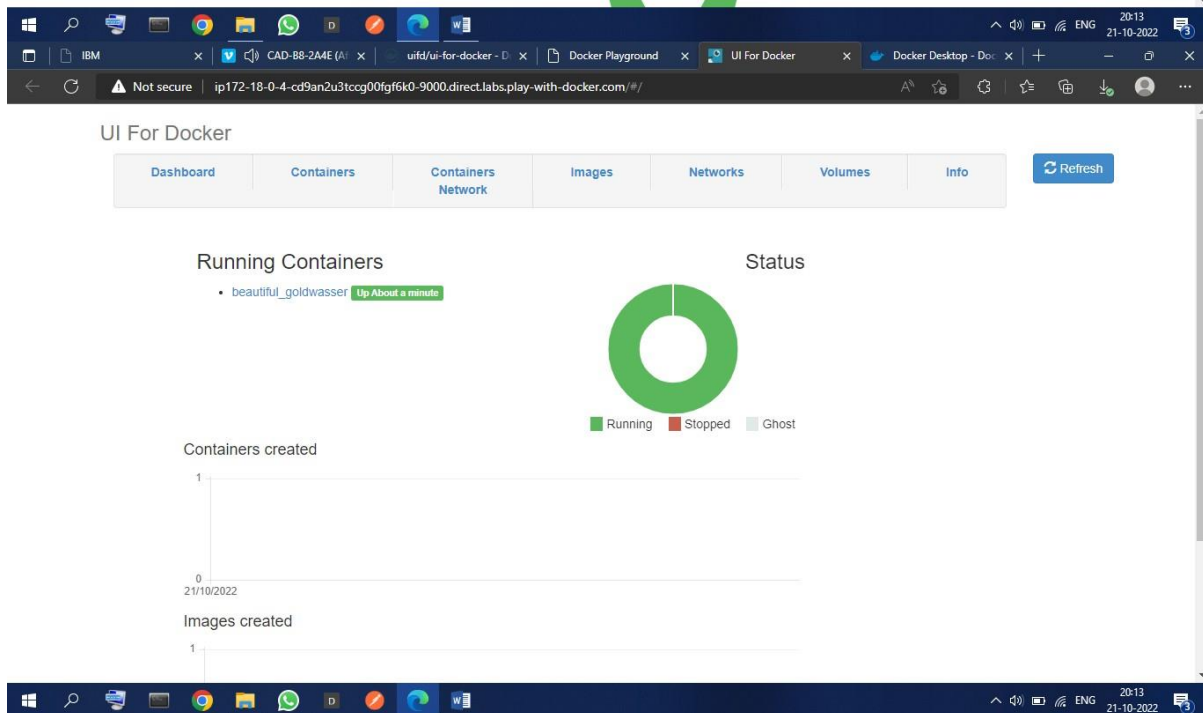 ENG
20:13
21-10-2022
3
IBM
CAD-B8-2A4E (Af
uifd/ui-for-docker - D
Docker Playground
UI For Docker
Docker Desktop - Doc
Not secure
ip172-18-0-4-cd9an2u3tccg00fgf6k0-9000.direct.labs.play-with-docker.com/#/
UI For Docker
Dashboard
Containers
Containers
Network
Images
Networks
Volumes
Info
Refresh
Running Containers
beautiful_goldwasser Up About a minute
Status
Running Stopped Ghost
Containers created
1
0
21/10/2022
Images created
1
ENG
20:13
21-10-2022
3